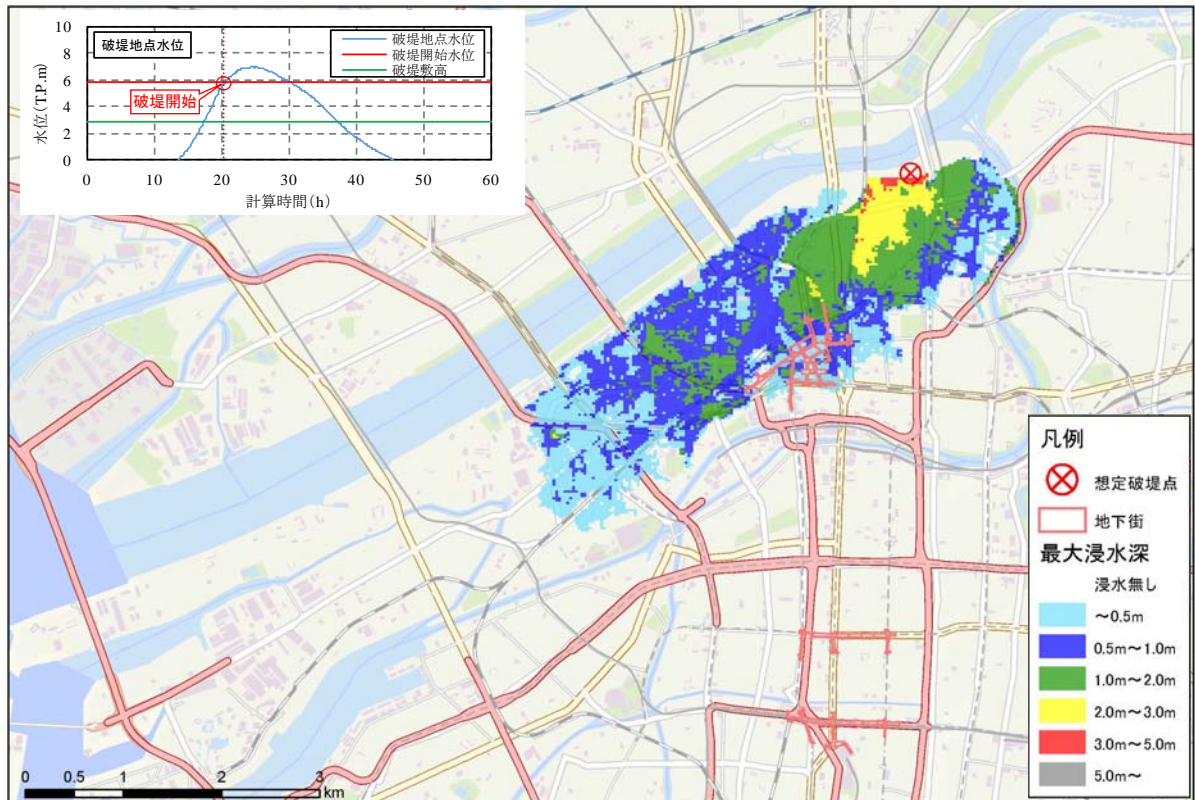 破堤地点水位
破堤地点水位
破堤開始水位
破堤敷高
破堤開始
水位(T.P.m)
10
8
6
4
2
0
0 10 20 30 40 50 60
計算時間(h)
凡例
想定破堤点
地下街
最大浸水深
浸水無し
～0.5m
0.5m～1.0m
1.0m～2.0m
2.0m～3.0m
3.0m～5.0m
5.0m～
0 0.5 1 2 3
km